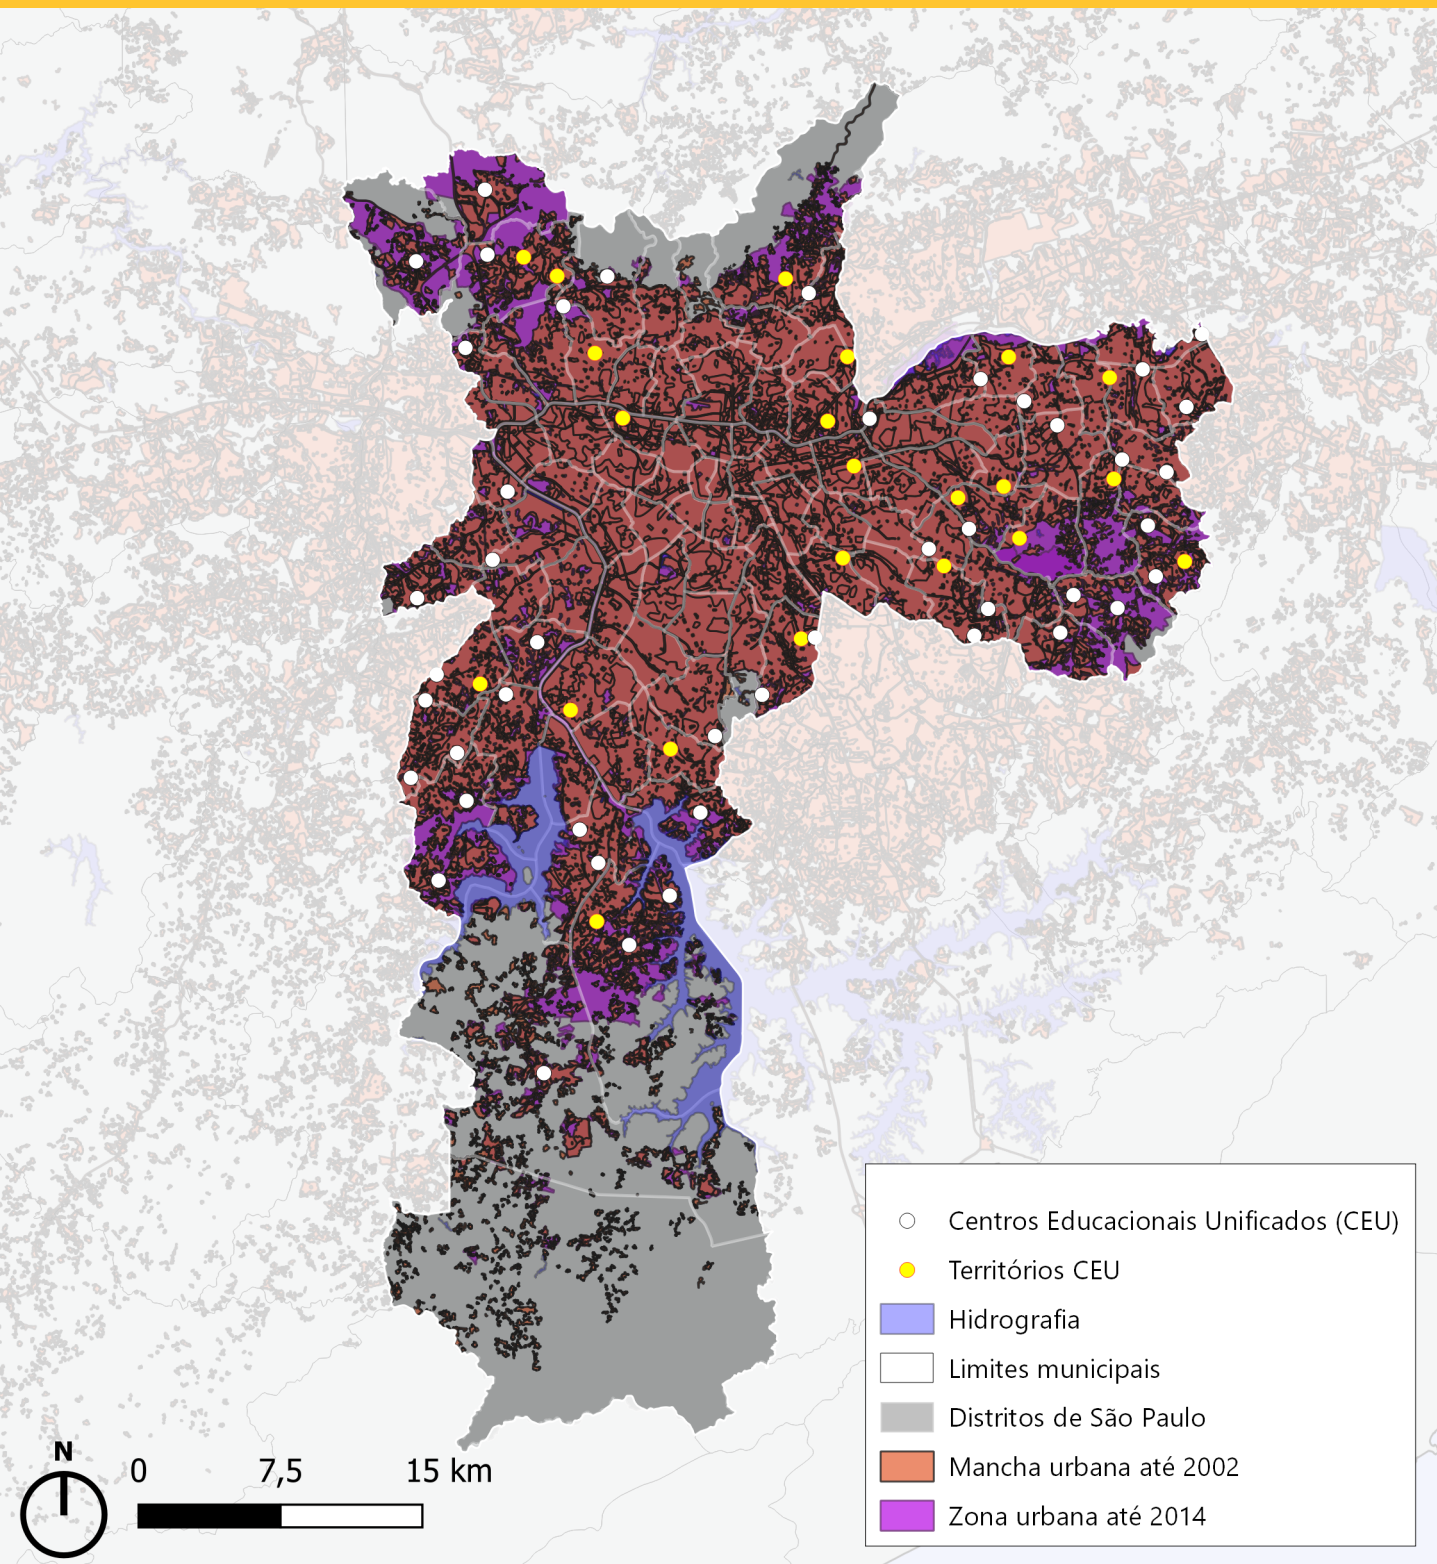 Centros Educacionais Unificados (CEU)
Territórios CEU
Hidrografia
Limites municipais
Distritos de São Paulo
Mancha urbana até 2002
Zona urbana até 2014
N
0 7,5 15 km